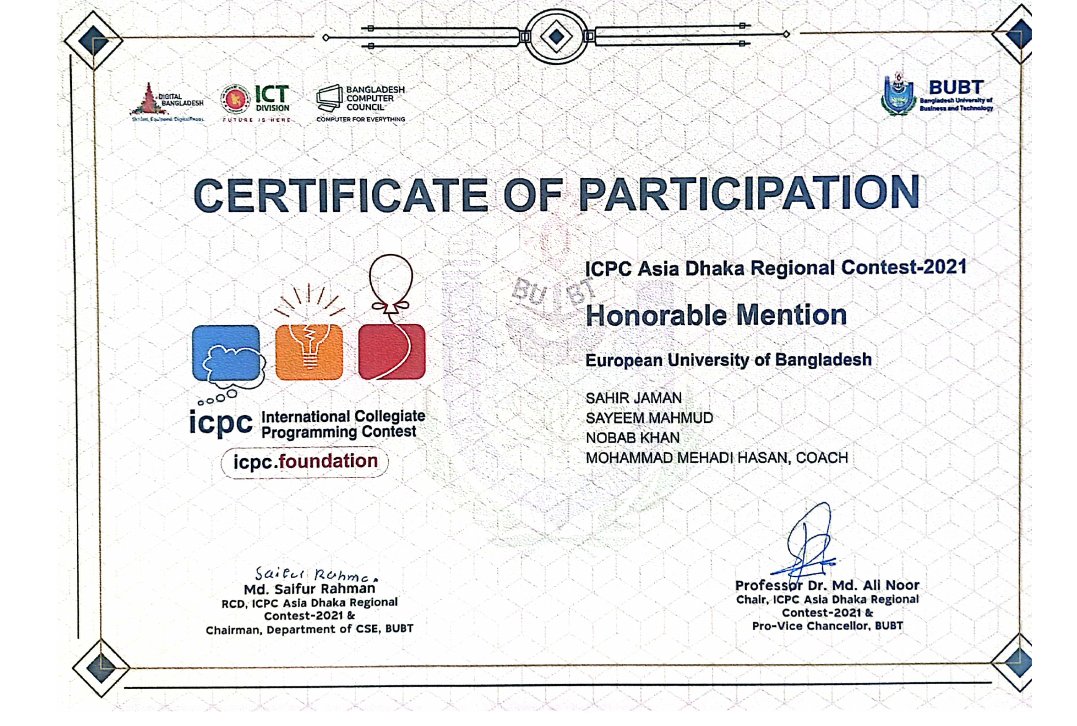 DIGITAL
BANGLADESH
ICT
DIVISION
FUTURE IS HERE
BANGLADESH
COMPUTER
COUNCIL
COMPUTER FOR EVERYTHING
BUBT
Bangladesh University of
Business and Technology
CERTIFICATE OF PARTICIPATION
BUBT
ICPC Asia Dhaka Regional Contest-2021
Honorable Mention
European University of Bangladesh
SAHIR JAMAN
SAYEEM MAHMUD
NOBAB KHAN
MOHAMMAD MEHADI HASAN, COACH
icpc International Collegiate
Programming Contest
icpc.foundation
Saifur Rahman
Md. Saifur Rahman
RCD, ICPC Asia Dhaka Regional
Contest-2021 &
Chairman, Department of CSE, BUBT
Professor Dr. Md. Ali Noor
Chair, ICPC Asia Dhaka Regional
Contest-2021 &
Pro-Vice Chancellor, BUBT